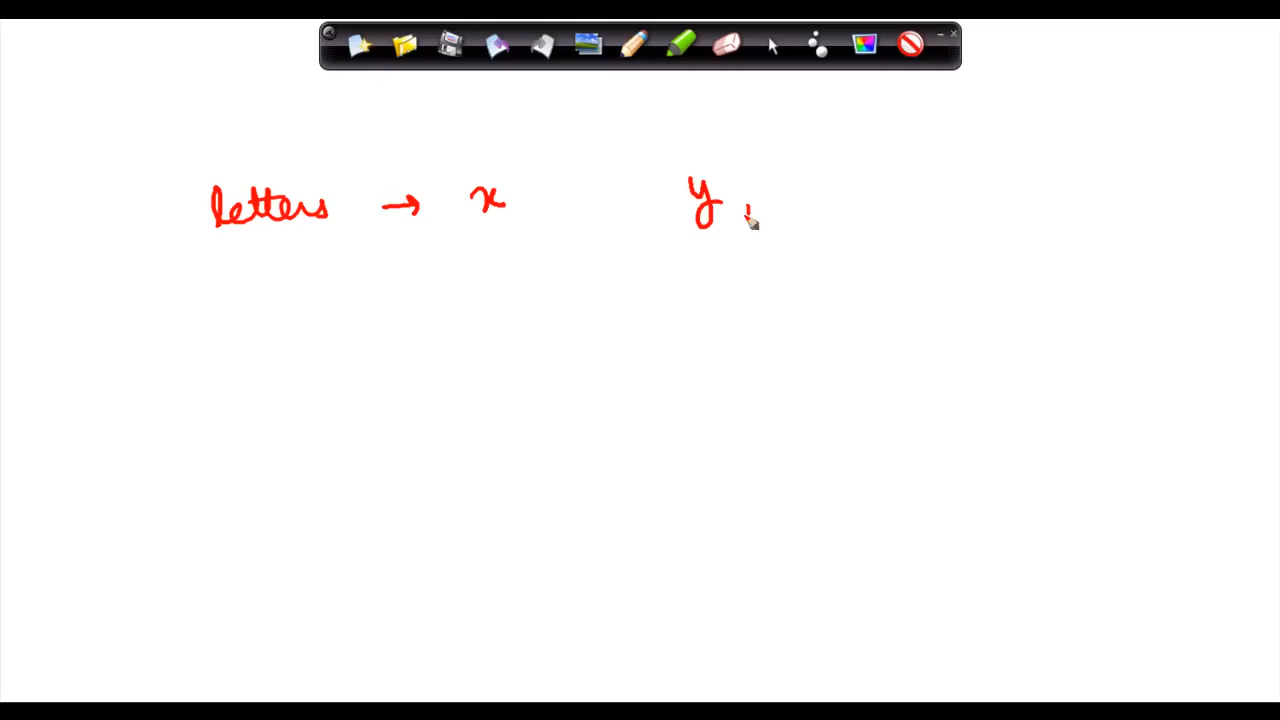 letters → x y